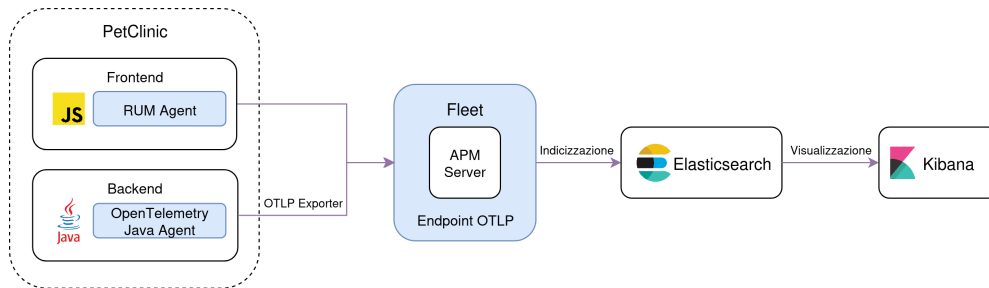 PetClinic
Frontend
JS
RUM Agent
Backend
Java
OpenTelemetry
Java Agent
OTLP Exporter
Fleet
APM
Server
Endpoint OTLP
Indicizzazione
Elasticsearch
Visualizzazione
Kibana